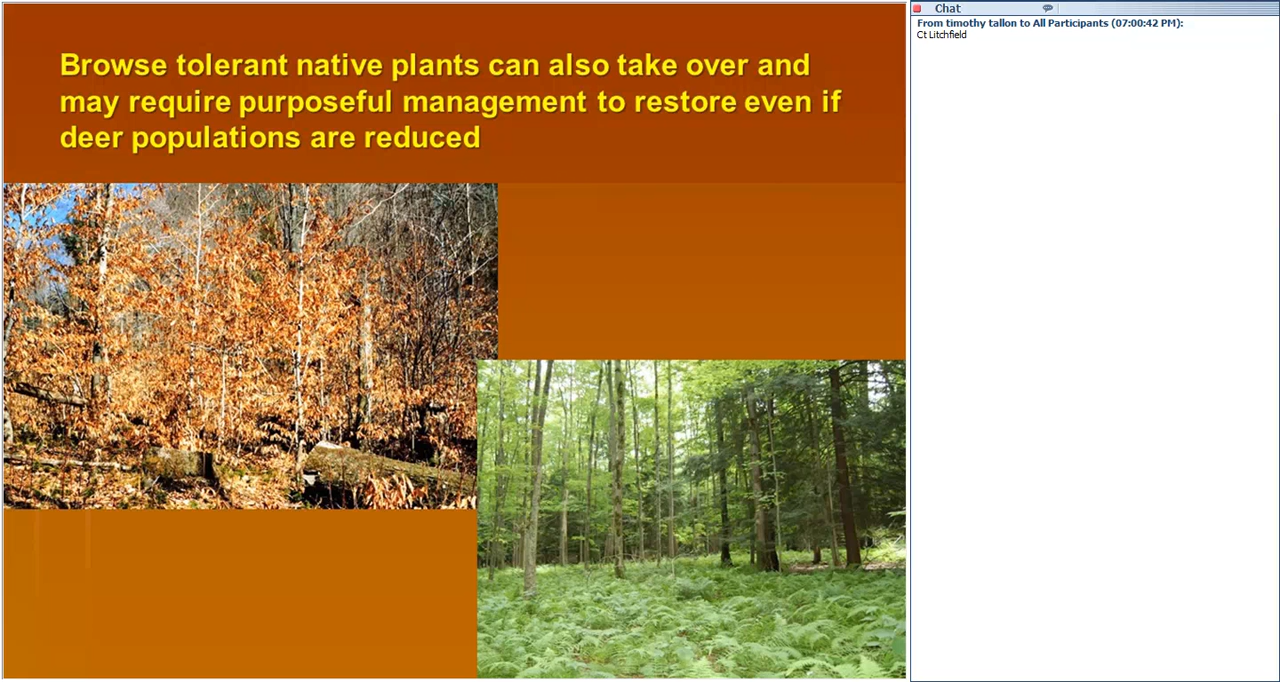 Browse tolerant native plants can also take over and
may require purposeful management to restore even if
deer populations are reduced
Chat
From timothy tallon to All Participants (07:00:42 PM):
Ct Litchfield